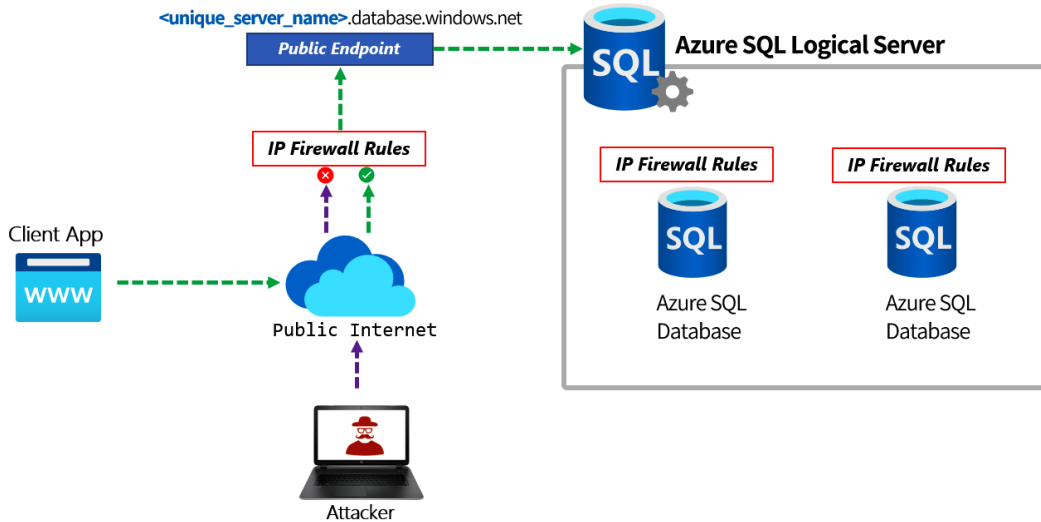 <unique_server_name>.database.windows.net
Public Endpoint
SQL
Azure SQL Logical Server
IP Firewall Rules
IP Firewall Rules
IP Firewall Rules
Client App
www
SQL
SQL
Azure SQL
Database
Azure SQL
Database
Public Internet
Attacker